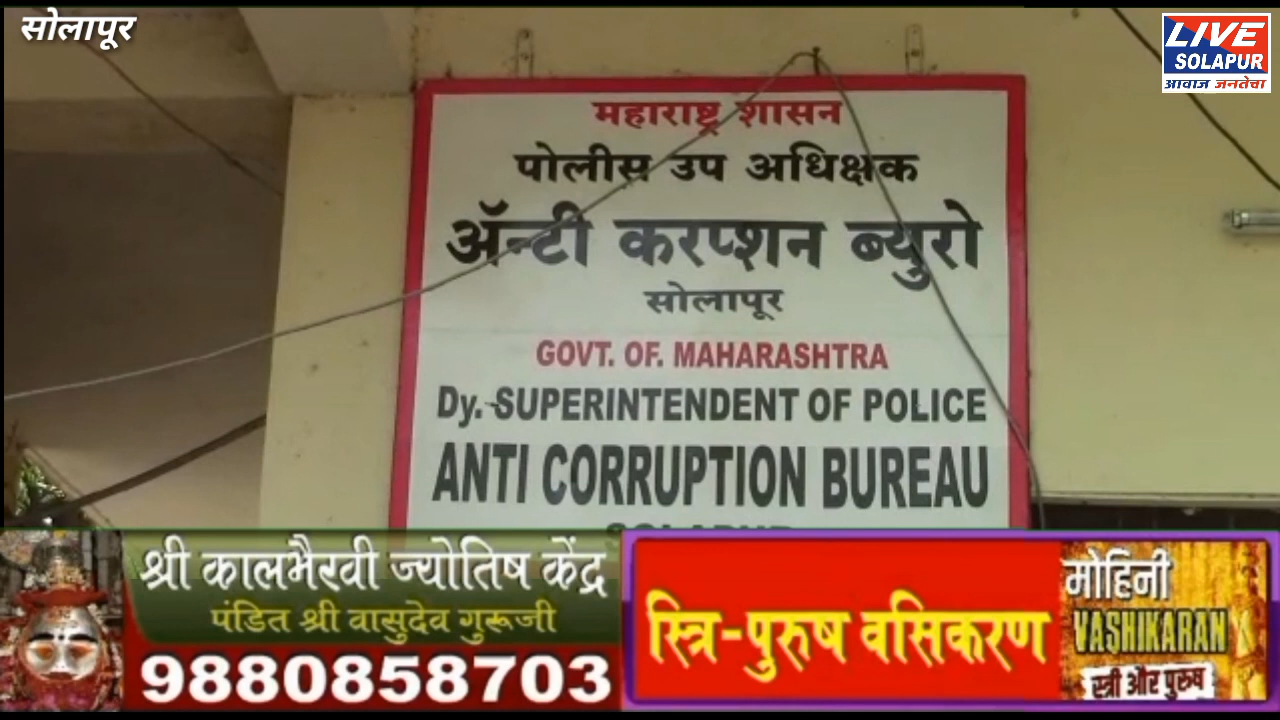 सोलापूर
LIVE
SOLAPUR
आवाज जनतेचा
महाराष्ट्र शासन
पोलीस उप अधिक्षक
ॲन्टी करप्शन ब्युरो
सोलापूर
GOVT. OF. MAHARASHTRA
Dy. SUPERINTENDENT OF POLICE
ANTI CORRUPTION BUREAU
SOLAPUR
श्री कालभैरवी ज्योतिष केंद्र
पंडित श्री वासुदेव गुरूजी
9880858703
स्त्रि-पुरुष वसिकरण
मोहिनी
VASHIKARAN
स्त्री और पुरुष